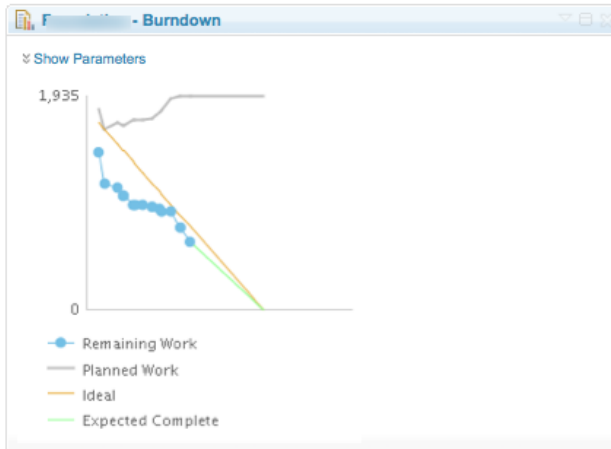 - Burndown
Show Parameters
1,935
0
Remaining Work
Planned Work
Ideal
Expected Complete